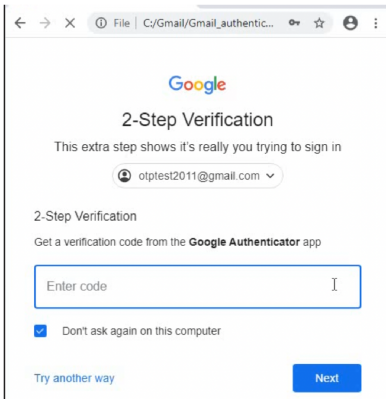 File | C:/Gmail/Gmail_authentic...
Google
2-Step Verification
This extra step shows it's really you trying to sign in
otptest2011@gmail.com
2-Step Verification
Get a verification code from the Google Authenticator app
Enter code
Don't ask again on this computer
Try another way
Next